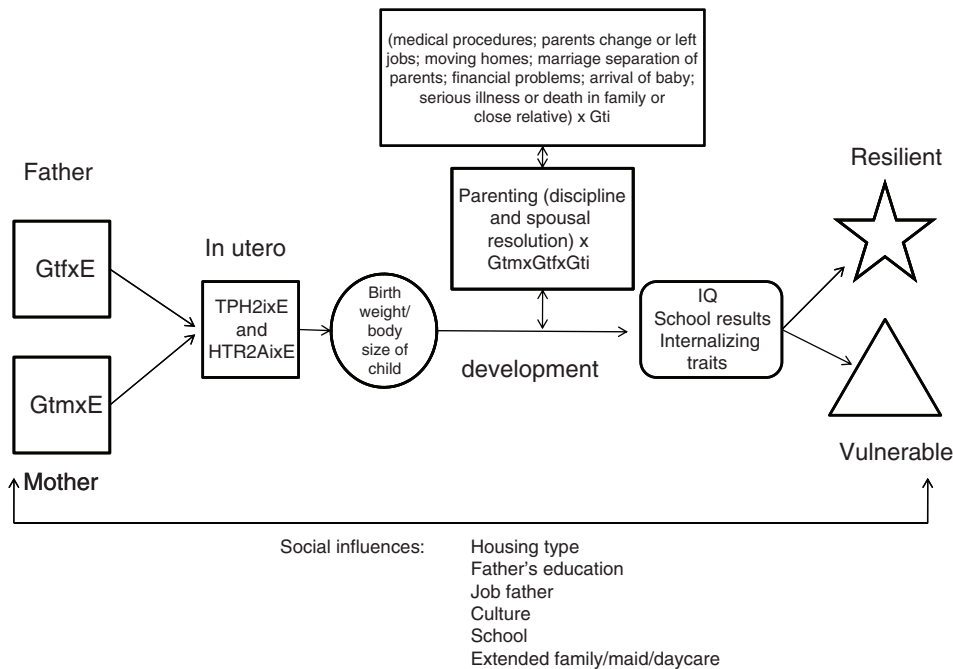 (medical procedures; parents change or left
jobs; moving homes; marriage separation of
parents; financial problems; arrival of baby;
serious illness or death in family or
close relative) x Gti
Father
Resilient
Parenting (discipline
and spousal
resolution) x
GtmxGtfxGti
GtfxE
In utero
TPH2ixE
and
HTR2AixE
Birth
weight/
body
size of
child
IQ
School results
Internalizing
traits
development
GtmxE
Mother
Vulnerable
Social influences:
Housing type
Father's education
Job father
Culture
School
Extended family/maid/daycare